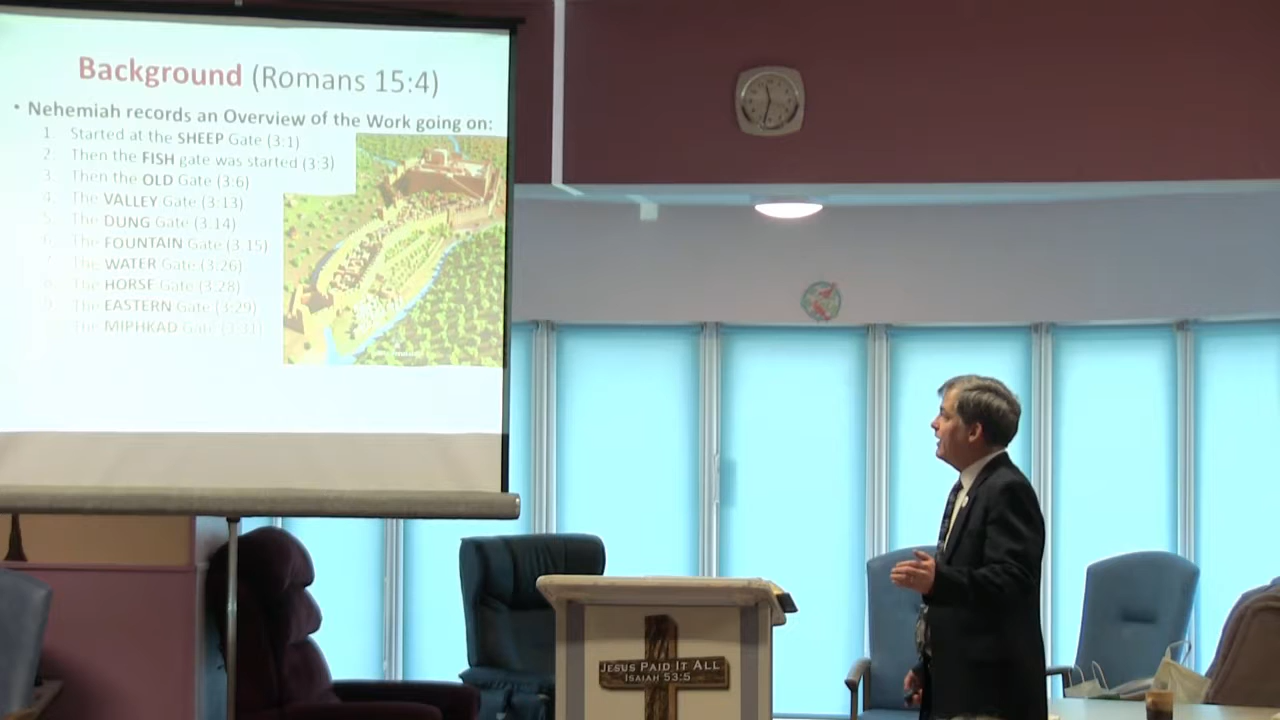 Background (Romans 15:4)
• Nehemiah records an Overview of the Work going on:
1. Started at the SHEEP Gate (3:1)
2. Then the FISH gate was started (3:3)
3. Then the OLD Gate (3:6)
4. The VALLEY Gate (3:13)
5. The DUNG Gate (3.14)
6. The FOUNTAIN Gate (3.15)
7. The WATER Gate (3:26)
8. The HORSE Gate (3:28)
9. The EASTERN Gate (3:29)
The MIPHKAD Gate (3:31)
JESUS PAID IT ALL
ISAIAH 53:5